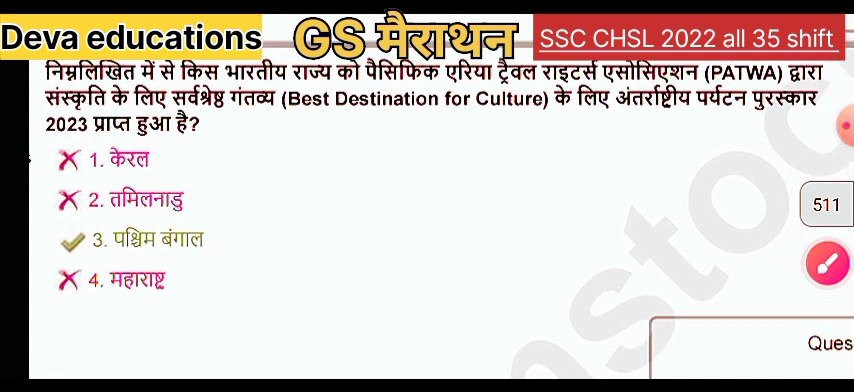 Deva educations GS मैराथन SSC CHSL 2022 all 35 shift
निम्नलिखित में से किस भारतीय राज्य को पैसिफिक एरिया ट्रैवल राइटर्स एसोसिएशन (PATWA) द्वारा
संस्कृति के लिए सर्वश्रेष्ठ गंतव्य (Best Destination for Culture) के लिए अंतर्राष्ट्रीय पर्यटन पुरस्कार
2023 प्राप्त हुआ है?
1. केरल
2. तमिलनाडु
511
3. पश्चिम बंगाल
4. महाराष्ट्र
Ques